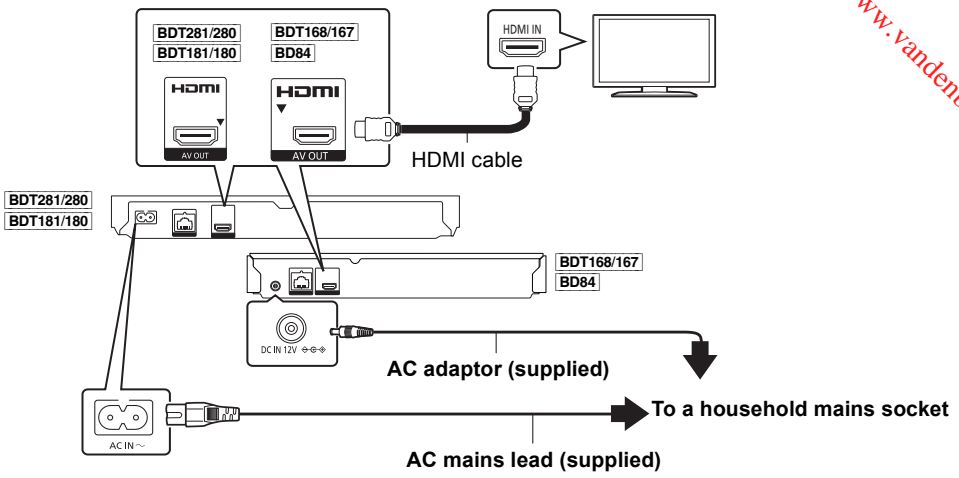 BDT281/280
BDT181/180
BDT168/167
BD84
HDMI
AV OUT
HDMI
AV OUT
HDMI IN
HDMI cable
BDT281/280
BDT181/180
BDT168/167
BD84
DC IN 12V
AC adaptor (supplied)
To a household mains socket
AC IN ~
AC mains lead (supplied)